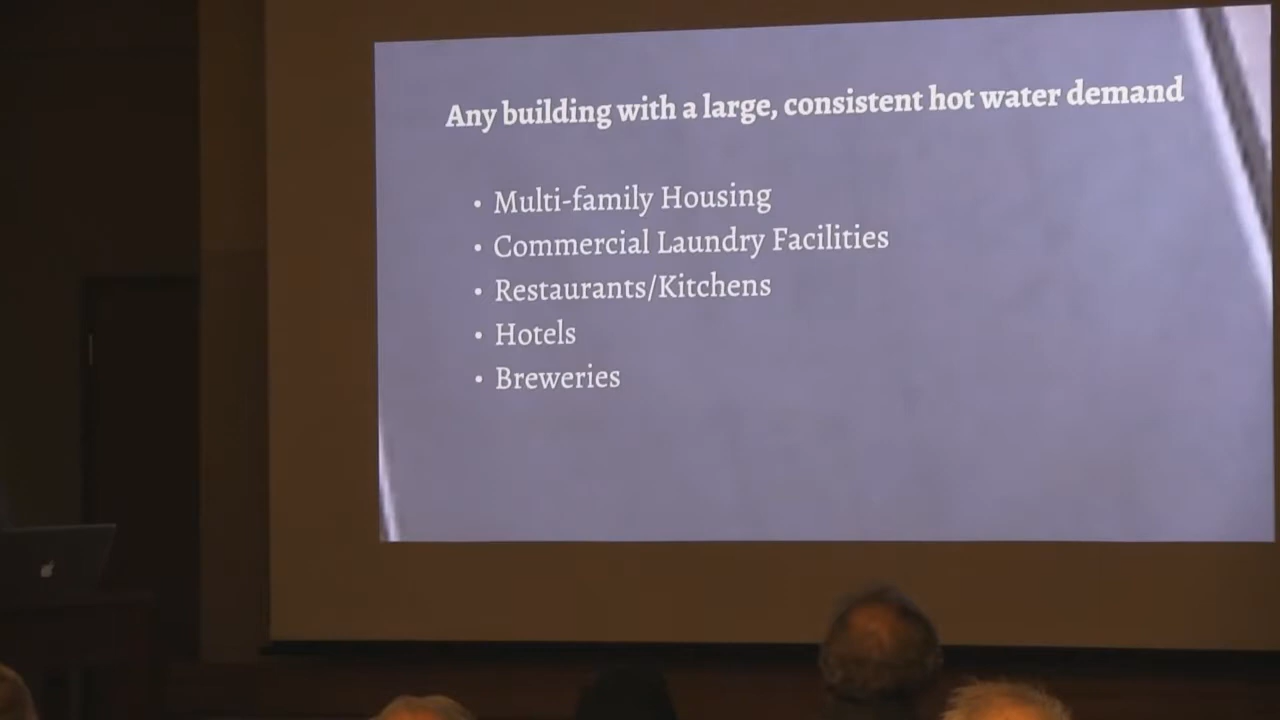 Any building with a large, consistent hot water demand
• Multi-family Housing
• Commercial Laundry Facilities
• Restaurants/Kitchens
• Hotels
• Breweries